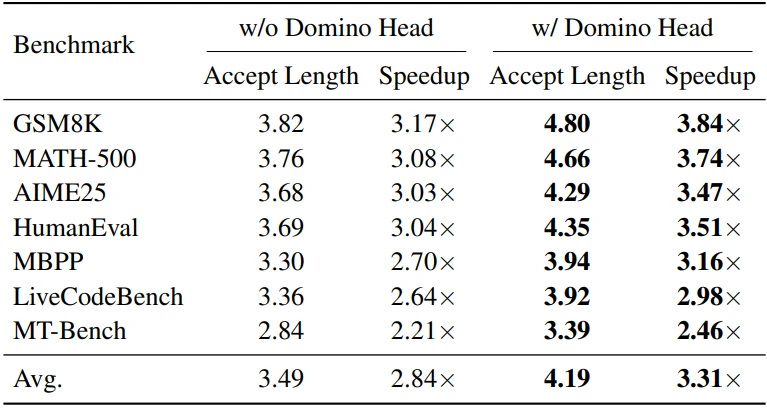 Benchmark w/o Domino Head w/ Domino Head
Accept Length Speedup Accept Length Speedup
GSM8K 3.82 3.17× 4.80 3.84×
MATH-500 3.76 3.08× 4.66 3.74×
AIME25 3.68 3.03× 4.29 3.47×
HumanEval 3.69 3.04× 4.35 3.51×
MBPP 3.30 2.70× 3.94 3.16×
LiveCodeBench 3.36 2.64× 3.92 2.98×
MT-Bench 2.84 2.21× 3.39 2.46×
Avg. 3.49 2.84× 4.19 3.31×